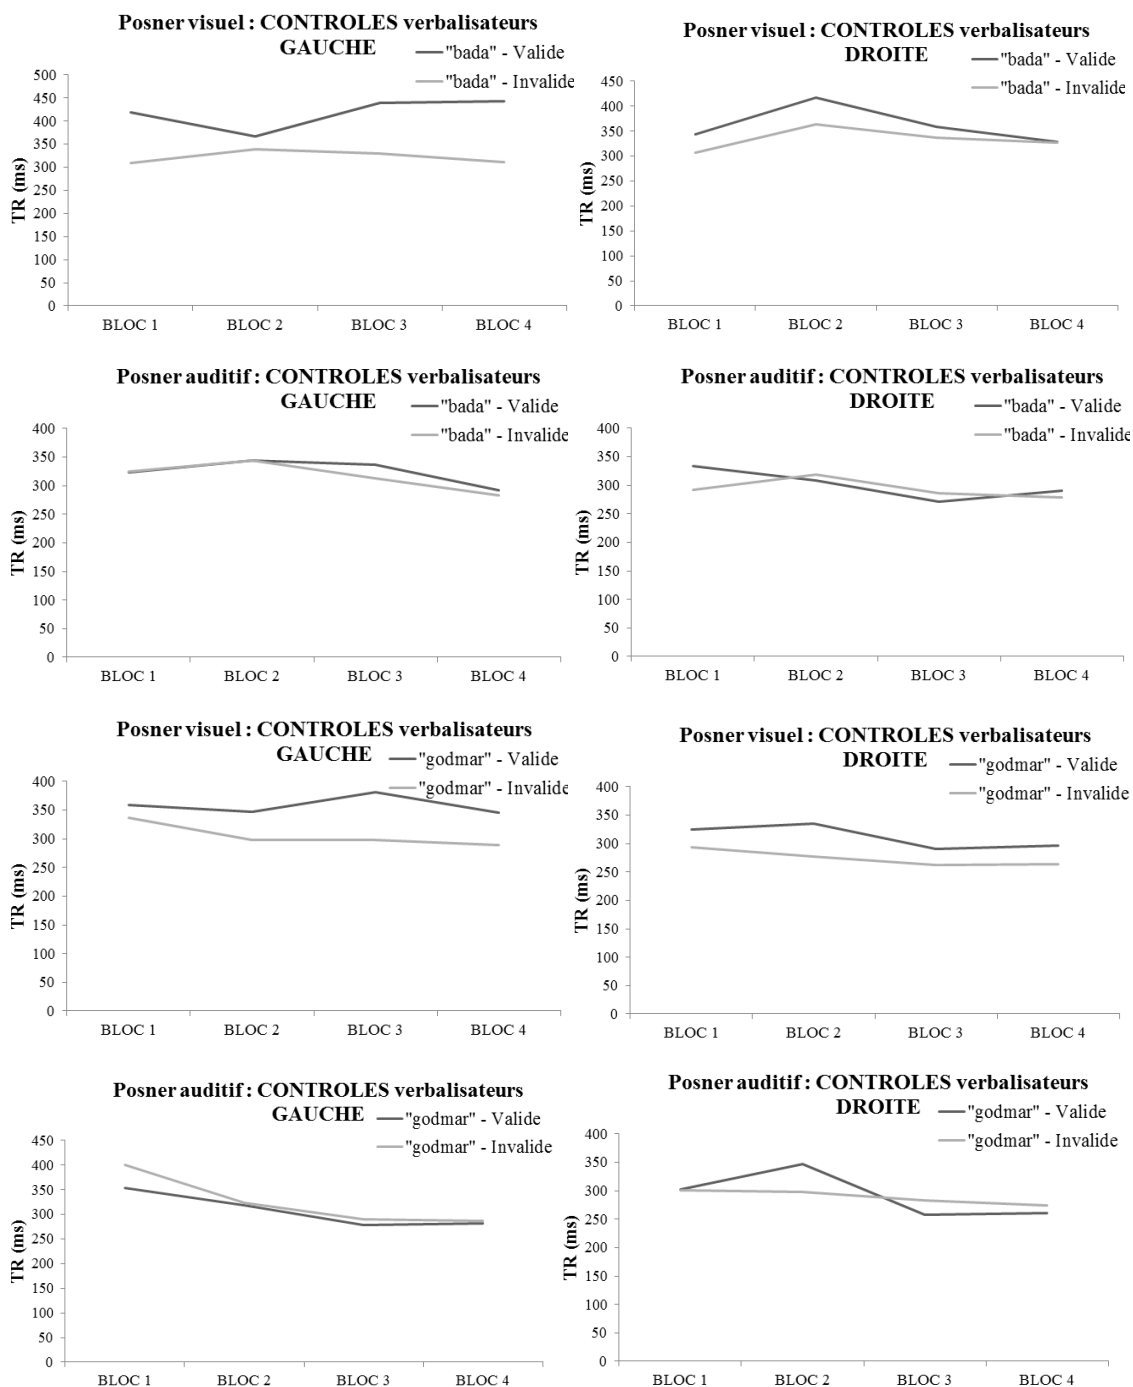 Posner visuel : CONTROLES verbalisateurs
GAUCHE
"bada" - Valide
"bada" - Invalide
500
450
400
350
300
250
200
150
100
50
0
TR (ms)
BLOC 1 BLOC 2 BLOC 3 BLOC 4
Posner visuel : CONTROLES verbalisateurs
DROITE
"bada" - Valide
"bada" - Invalide
450
400
350
300
250
200
150
100
50
0
TR (ms)
BLOC 1 BLOC 2 BLOC 3 BLOC 4
Posner auditif : CONTROLES verbalisateurs
GAUCHE
"bada" - Valide
"bada" - Invalide
400
350
300
250
200
150
100
50
0
TR (ms)
BLOC 1 BLOC 2 BLOC 3 BLOC 4
Posner auditif : CONTROLES verbalisateurs
DROITE
"bada" - Valide
"bada" - Invalide
400
350
300
250
200
150
100
50
0
TR (ms)
BLOC 1 BLOC 2 BLOC 3 BLOC 4
Posner visuel : CONTROLES verbalisateurs
GAUCHE
"godmar" - Valide
"godmar" - Invalide
400
350
300
250
200
150
100
50
0
TR (ms)
BLOC 1 BLOC 2 BLOC 3 BLOC 4
Posner visuel : CONTROLES verbalisateurs
DROITE
"godmar" - Valide
"godmar" - Invalide
400
350
300
250
200
150
100
50
0
TR (ms)
BLOC 1 BLOC 2 BLOC 3 BLOC 4
Posner auditif : CONTROLES verbalisateurs
GAUCHE
"godmar" - Valide
"godmar" - Invalide
450
400
350
300
250
200
150
100
50
0
TR (ms)
BLOC 1 BLOC 2 BLOC 3 BLOC 4
Posner auditif : CONTROLES verbalisateurs
DROITE
"godmar" - Valide
"godmar" - Invalide
400
350
300
250
200
150
100
50
0
TR (ms)
BLOC 1 BLOC 2 BLOC 3 BLOC 4